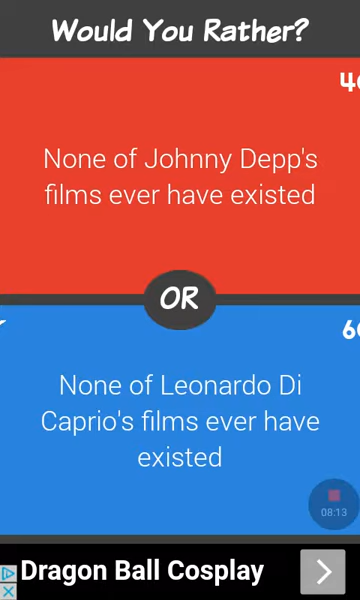 Would You Rather?
None of Johnny Depp's
films ever have existed
OR
None of Leonardo Di
Caprio's films ever have
existed
08:13
Dragon Ball Cosplay